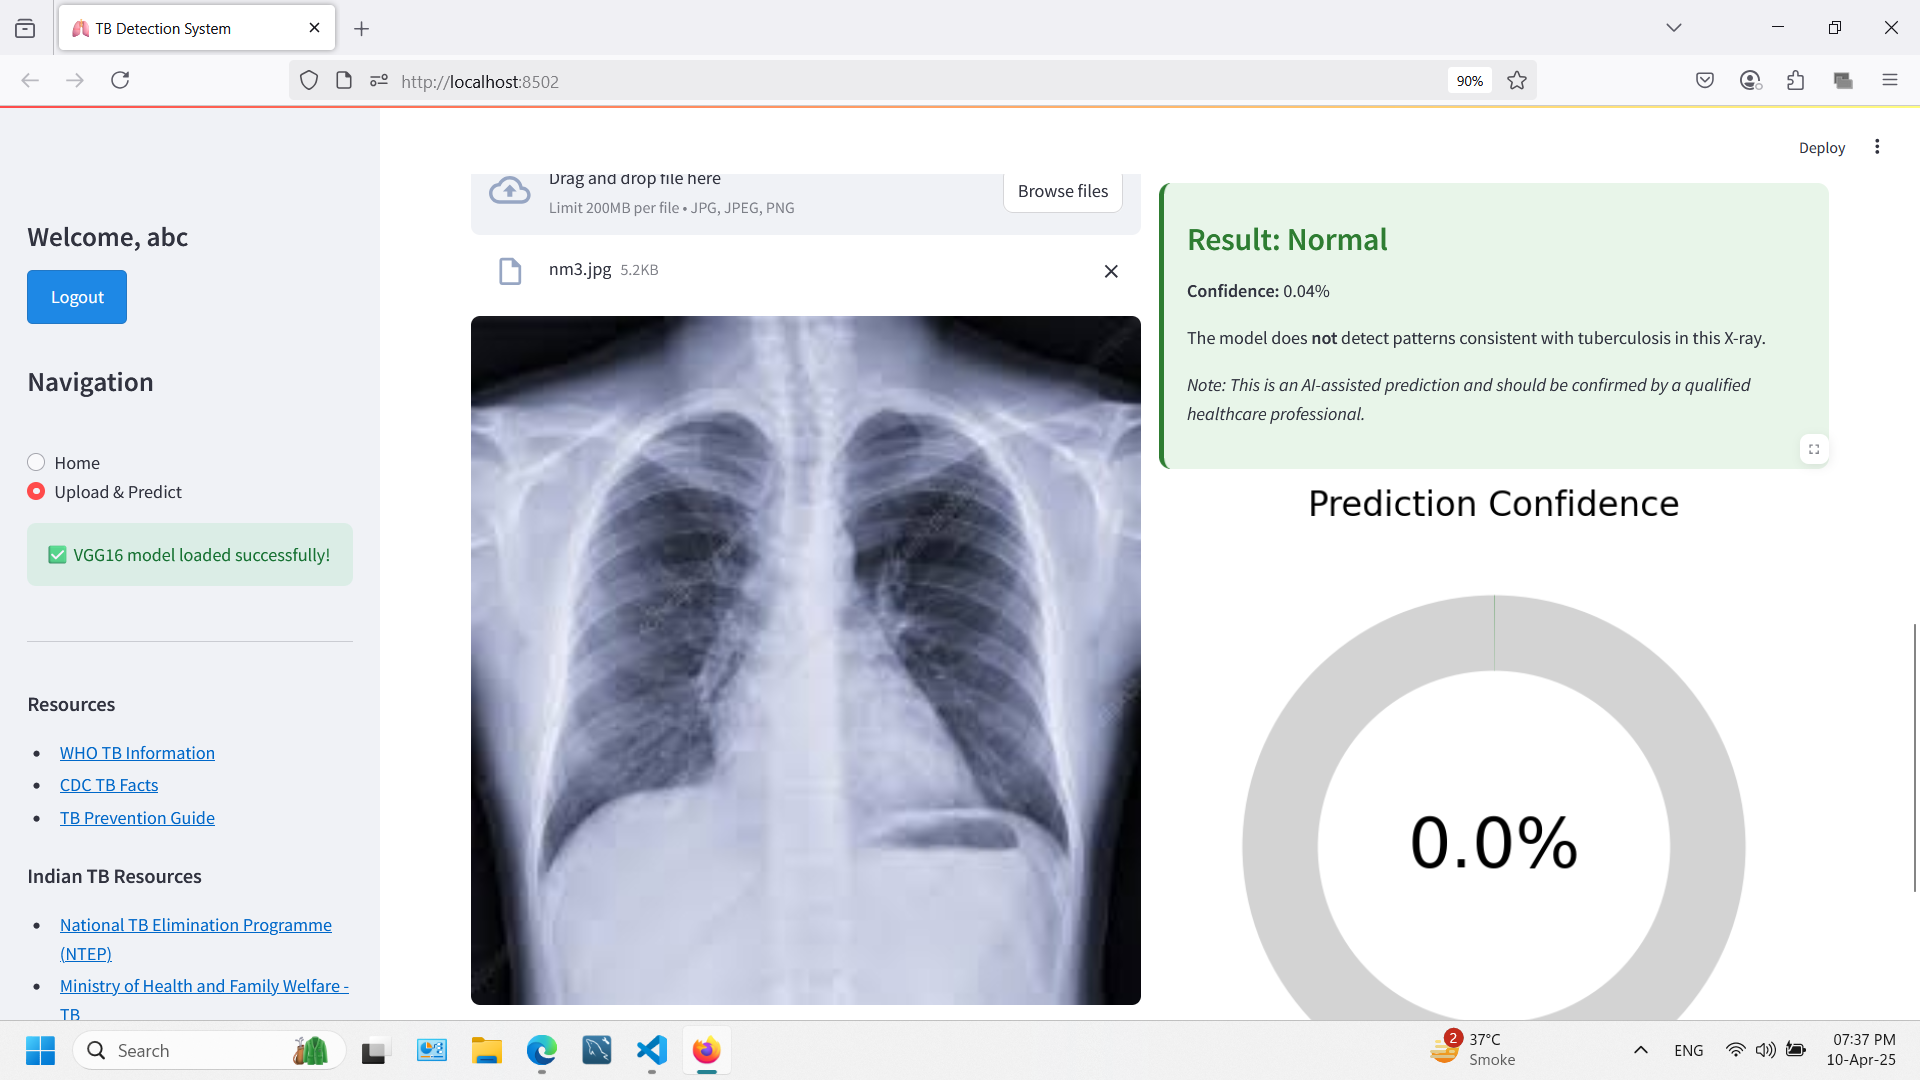 TB Detection System
http://localhost:8502
90%
Deploy
Welcome, abc
Logout
Navigation
Home
Upload & Predict
✅ VGG16 model loaded successfully!
Resources
• WHO TB Information
• CDC TB Facts
• TB Prevention Guide
Indian TB Resources
• National TB Elimination Programme
(NTEP)
• Ministry of Health and Family Welfare -
TB
Drag and drop file here
Limit 200MB per file • JPG, JPEG, PNG
Browse files
nm3.jpg 5.2KB
Result: Normal
Confidence: 0.04%
The model does not detect patterns consistent with tuberculosis in this X-ray.
Note: This is an AI-assisted prediction and should be confirmed by a qualified
healthcare professional.
Prediction Confidence
0.0%
Search
2
37°C
Smoke
ENG
07:37 PM
10-Apr-25